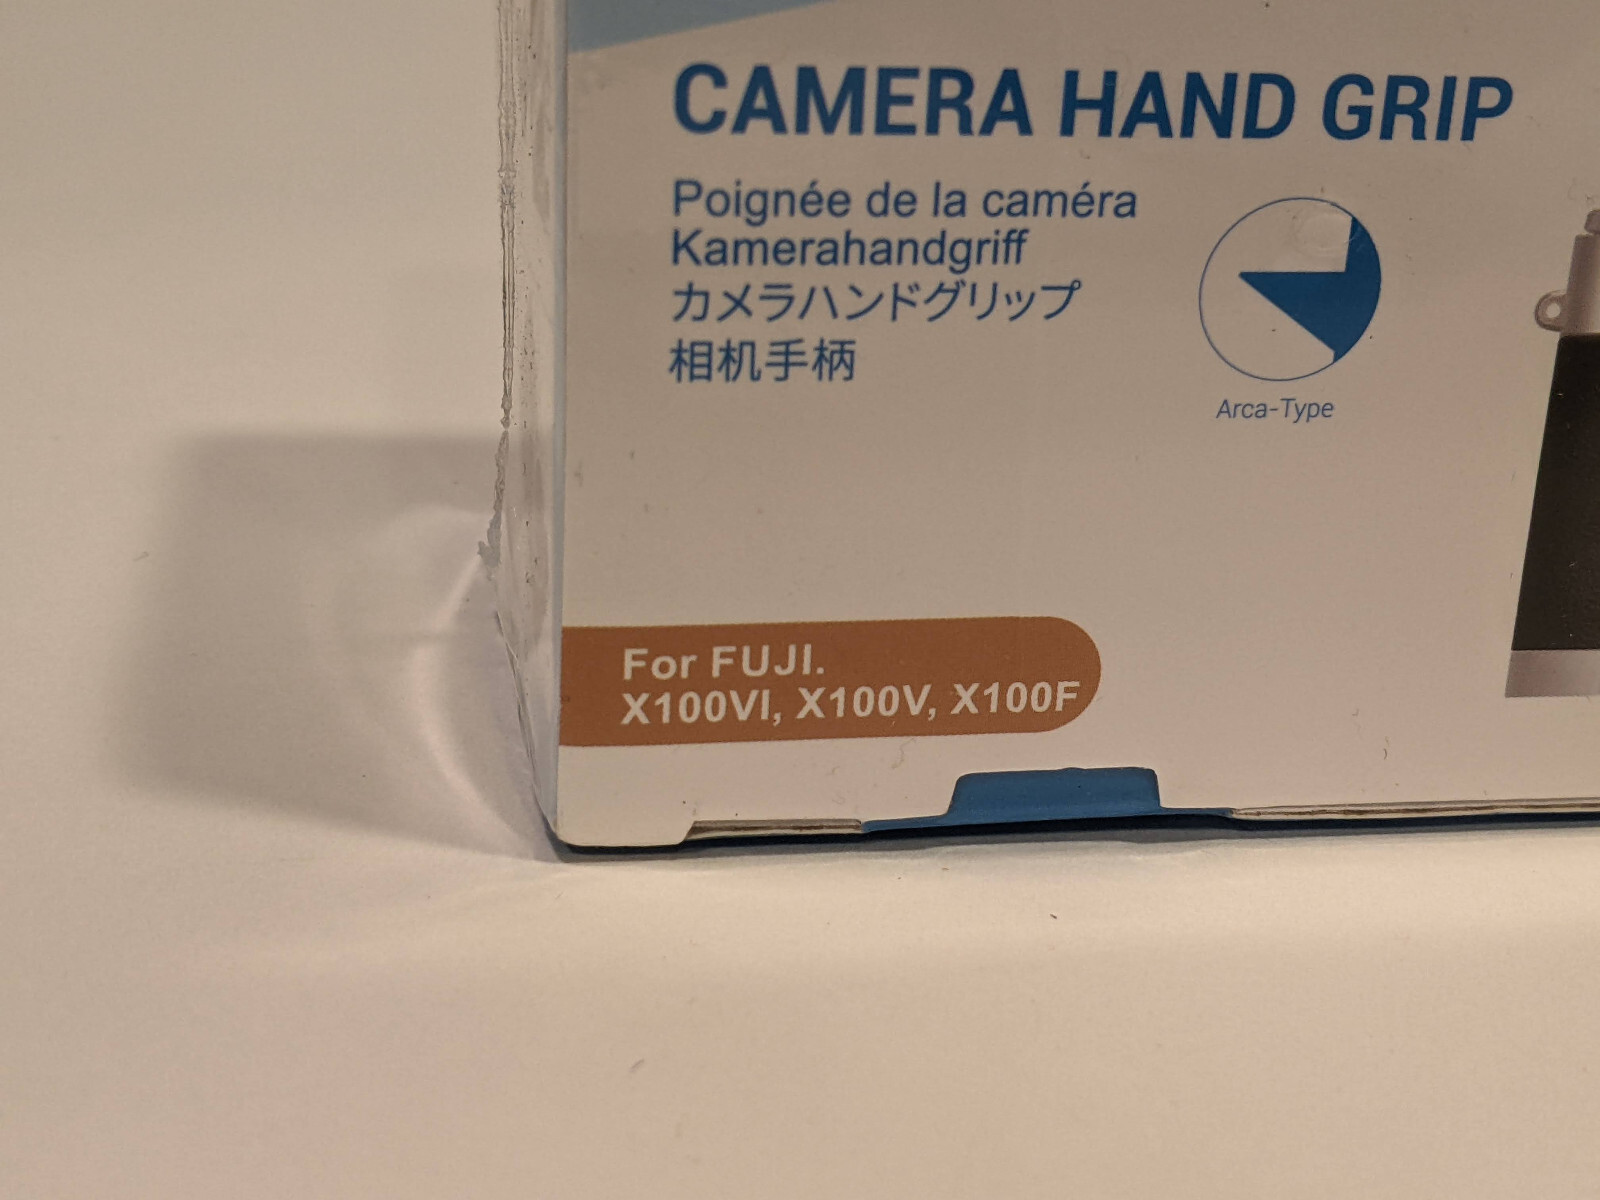 CAMERA HAND GRIP
Poignée de la caméra
Kamerahandgriff
カメラハンドグリップ
相机手柄
Arca-Type
For FUJI.
X100VI, X100V, X100F